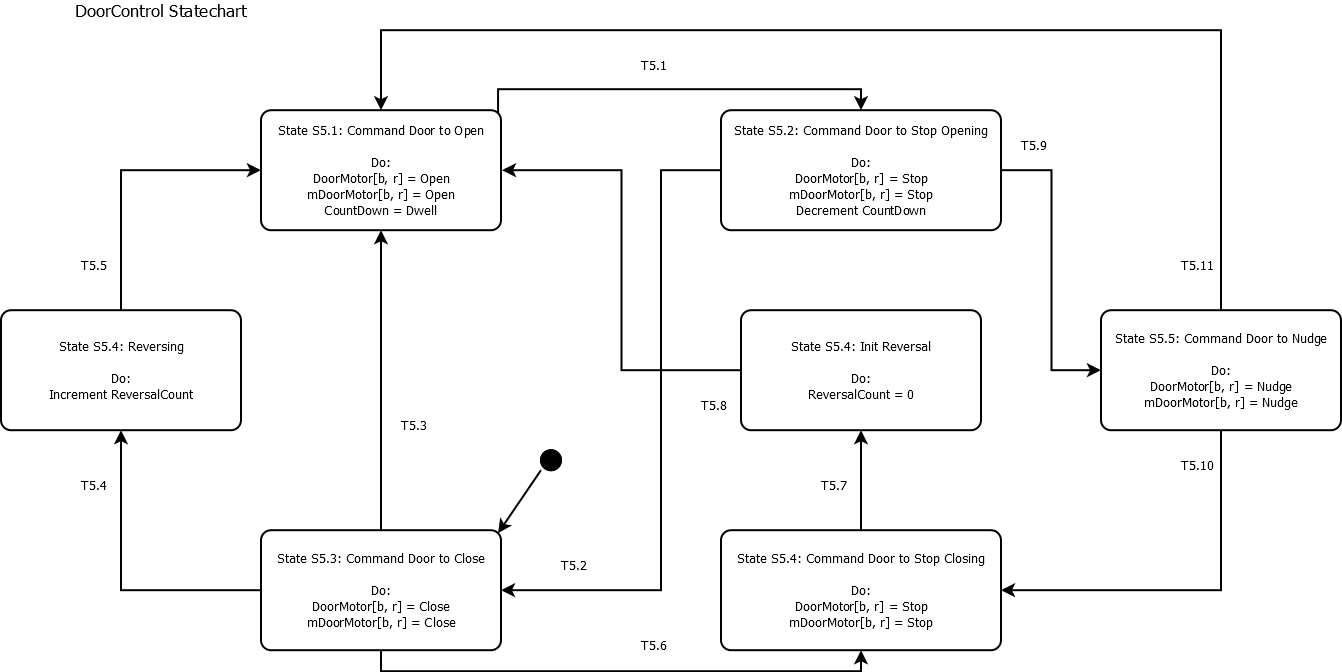 DoorControl Statechart
T5.1
State S5.1: Command Door to Open
Do:
DoorMotor[b, r] = Open
mDoorMotor[b, r] = Open
CountDown = Dwell
State S5.2: Command Door to Stop Opening
Do:
DoorMotor[b, r] = Stop
mDoorMotor[b, r] = Stop
Decrement CountDown
T5.9
T5.5
T5.11
State S5.4: Reversing
Do:
Increment ReversalCount
State S5.4: Init Reversal
Do:
ReversalCount = 0
State S5.5: Command Door to Nudge
Do:
DoorMotor[b, r] = Nudge
mDoorMotor[b, r] = Nudge
T5.8
T5.3
T5.10
T5.4
T5.7
State S5.3: Command Door to Close
Do:
DoorMotor[b, r] = Close
mDoorMotor[b, r] = Close
T5.2
State S5.4: Command Door to Stop Closing
Do:
DoorMotor[b, r] = Stop
mDoorMotor[b, r] = Stop
T5.6